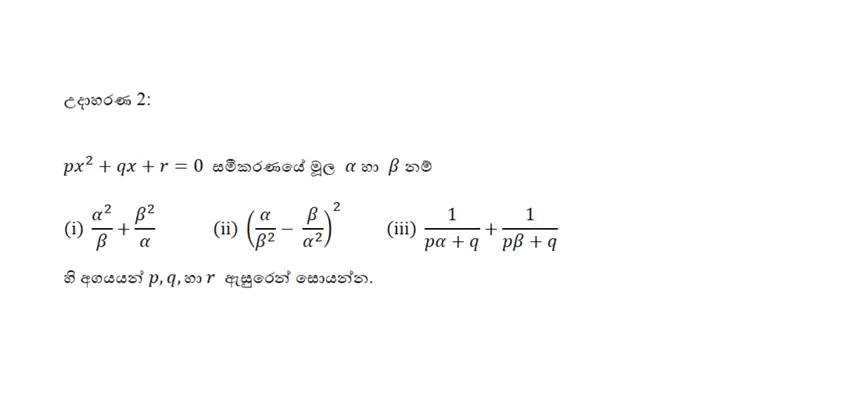 උදාහරණ 2:
px² + qx + r = 0 සමීකරණයේ මූල α හා β නම්
(i) α²/β + β²/α (ii) (α/β² − β/α²)² (iii) 1/(pα + q) + 1/(pβ + q)
හි අගයයන් p, q, හා r ඇසුරෙන් සොයන්න.